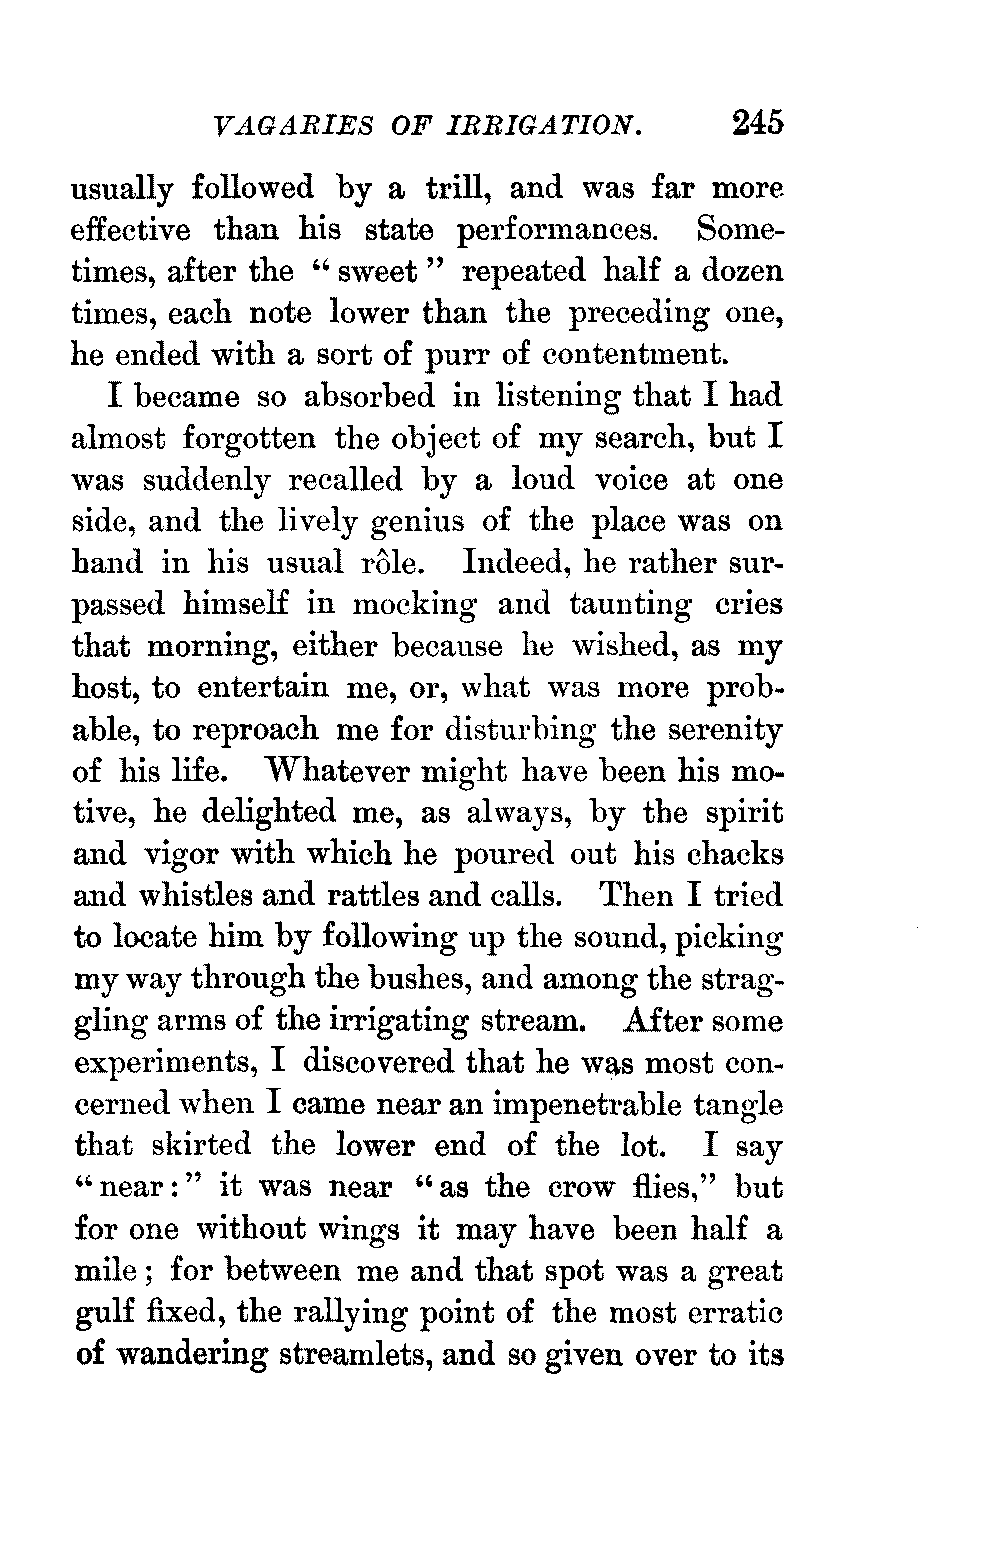 VAGARIES OF IRRIGATION. 245
usually followed by a trill, and was far more
effective than his state performances. Some-
times, after the “ sweet ” repeated half a dozen
times, each note lower than the preceding one,
he ended with a sort of purr of contentment.
I became so absorbed in listening that I had
almost forgotten the object of my search, but I
was suddenly recalled by a loud voice at one
side, and the lively genius of the place was on
hand in his usual rôle. Indeed, he rather sur-
passed himself in mocking and taunting cries
that morning, either because he wished, as my
host, to entertain me, or, what was more prob-
able, to reproach me for disturbing the serenity
of his life. Whatever might have been his mo-
tive, he delighted me, as always, by the spirit
and vigor with which he poured out his chacks
and whistles and rattles and calls. Then I tried
to locate him by following up the sound, picking
my way through the bushes, and among the strag-
gling arms of the irrigating stream. After some
experiments, I discovered that he was most con-
cerned when I came near an impenetrable tangle
that skirted the lower end of the lot. I say
“near:” it was near “as the crow flies,” but
for one without wings it may have been half a
mile ; for between me and that spot was a great
gulf fixed, the rallying point of the most erratic
of wandering streamlets, and so given over to its